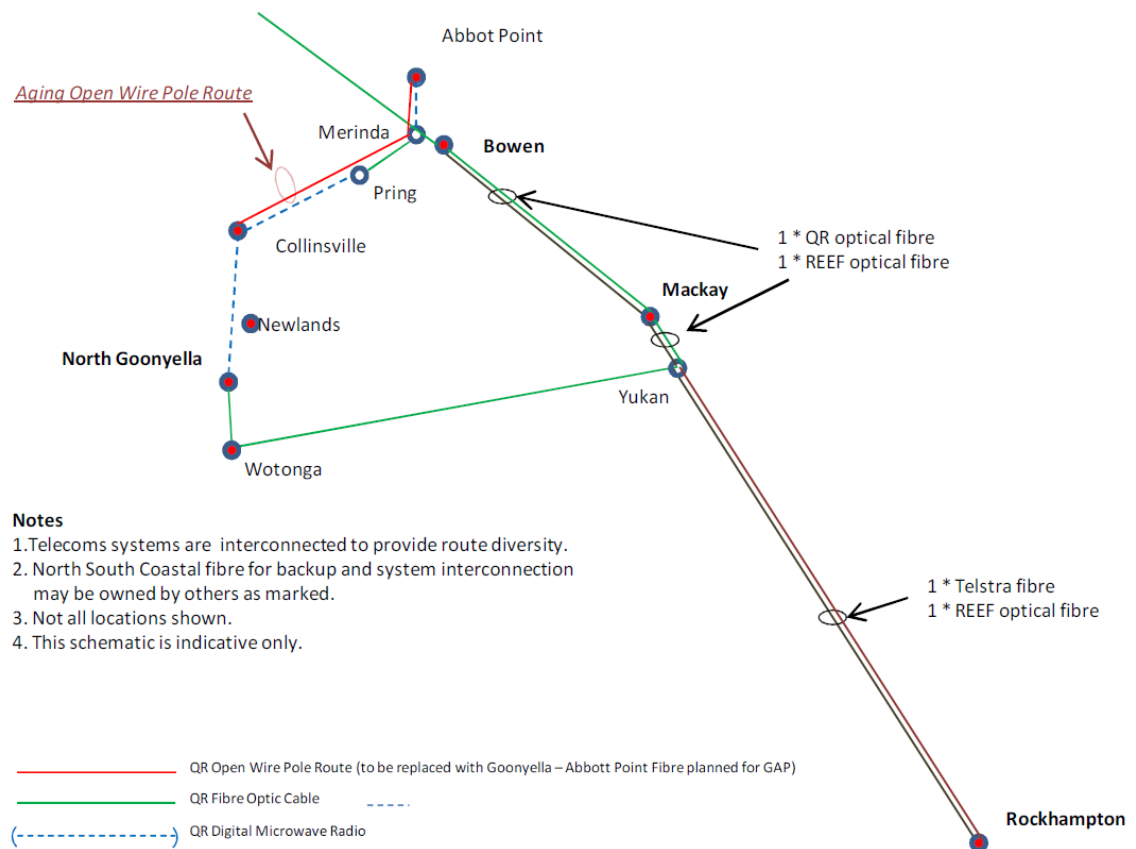 Abbot Point
Aging Open Wire Pole Route
Merinda
Bowen
Pring
Collinsville
1 * QR optical fibre
1 * REEF optical fibre
Mackay
Newlands
North Goonyella
Yukan
Wotonga
Notes
1.Telecoms systems are interconnected to provide route diversity.
2. North South Coastal fibre for backup and system interconnection
may be owned by others as marked.
3. Not all locations shown.
4. This schematic is indicative only.
1 * Telstra fibre
1 * REEF optical fibre
QR Open Wire Pole Route (to be replaced with Goonyella – Abbott Point Fibre planned for GAP)
QR Fibre Optic Cable
QR Digital Microwave Radio
Rockhampton